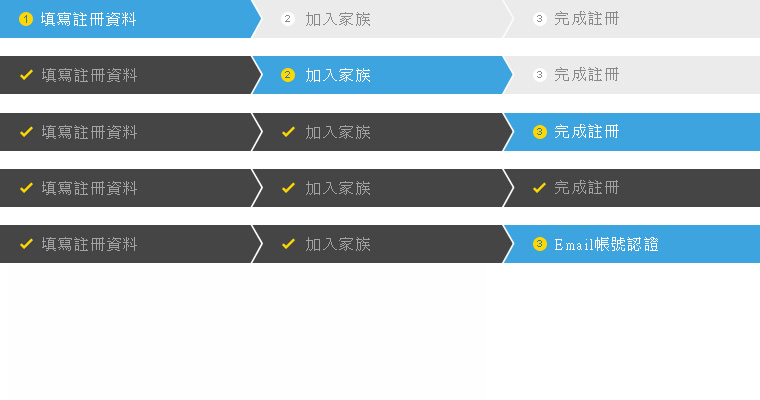 1 填寫註冊資料 2 加入家族 3 完成註冊
填寫註冊資料 2 加入家族 3 完成註冊
填寫註冊資料 加入家族 3 完成註冊
填寫註冊資料 加入家族 完成註冊
填寫註冊資料 加入家族 3 Email帳號認證